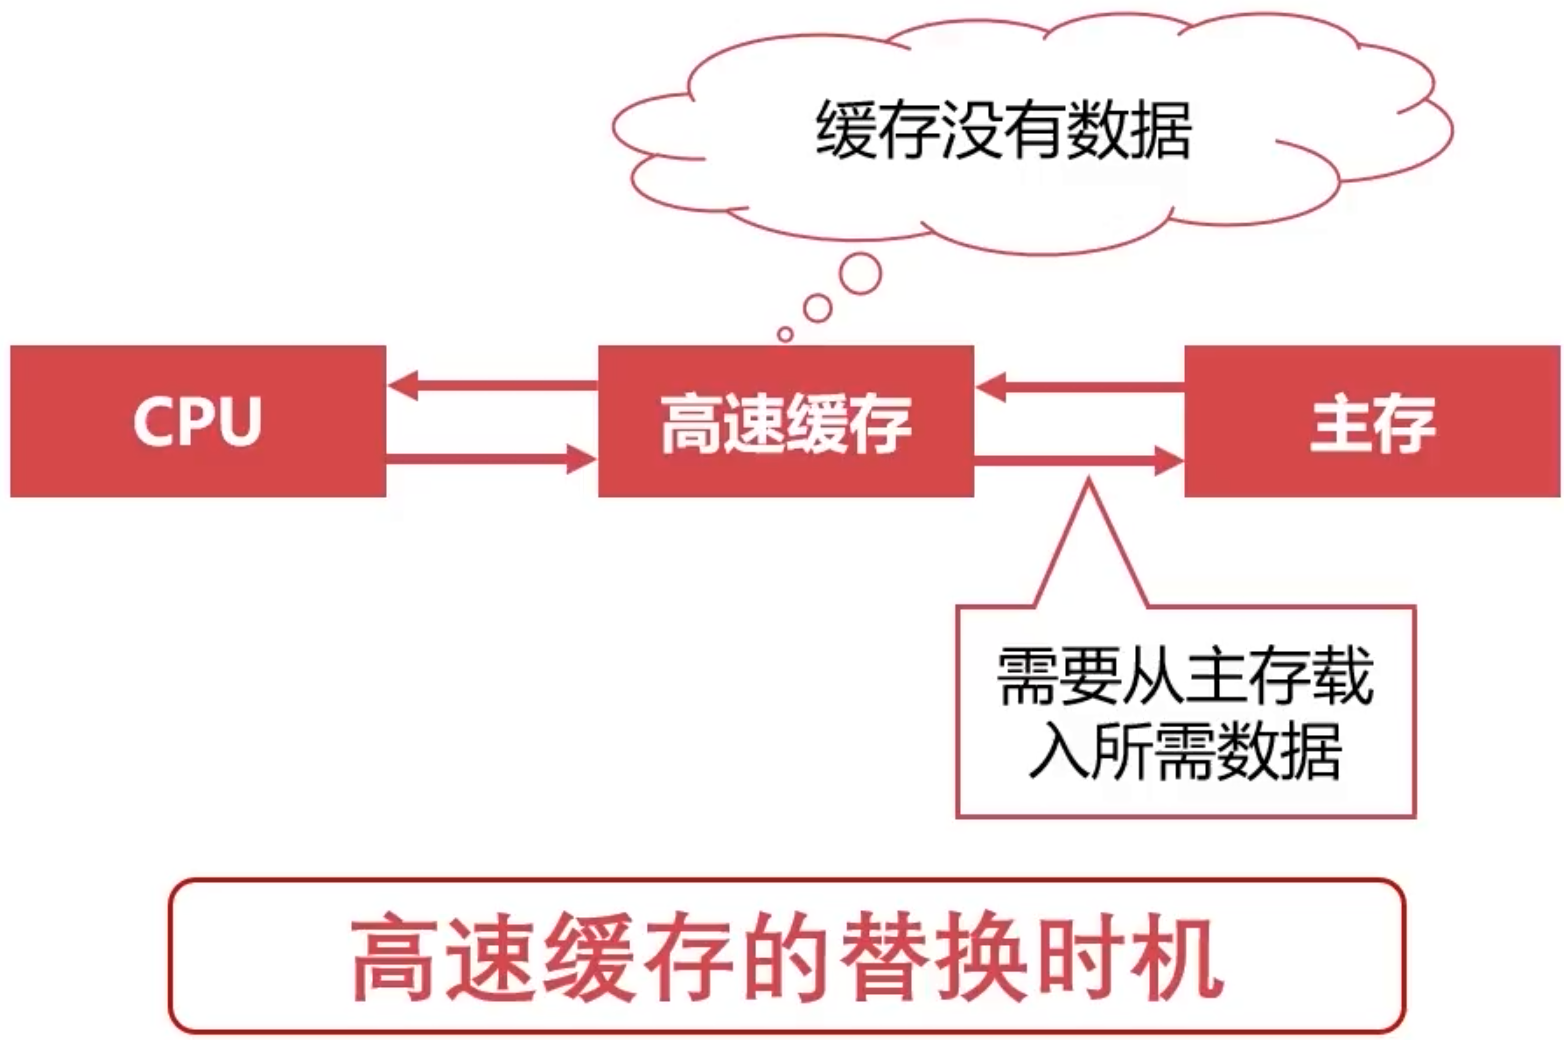 缓存没有数据
CPU
高速缓存
主存
需要从主存载
入所需数据
高速缓存的替换时机